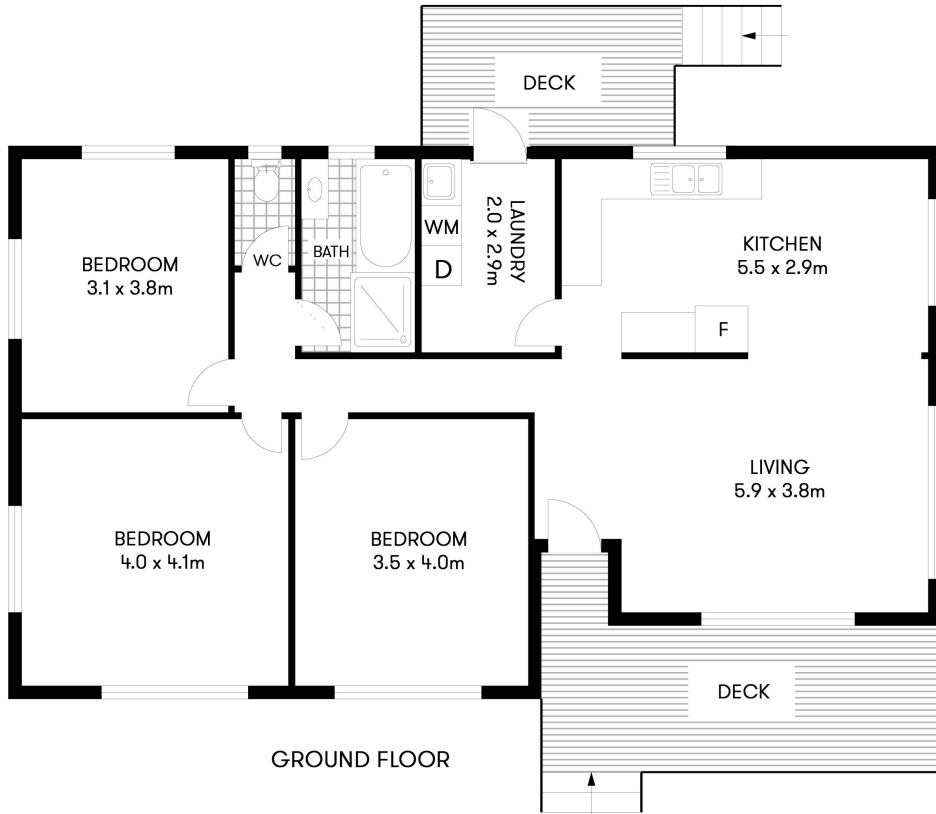 DECK
BEDROOM
3.1 x 3.8m
WC
BATH
WM
D
LAUNDRY
2.0 x 2.9m
KITCHEN
5.5 x 2.9m
F
LIVING
5.9 x 3.8m
BEDROOM
4.0 x 4.1m
BEDROOM
3.5 x 4.0m
DECK
GROUND FLOOR